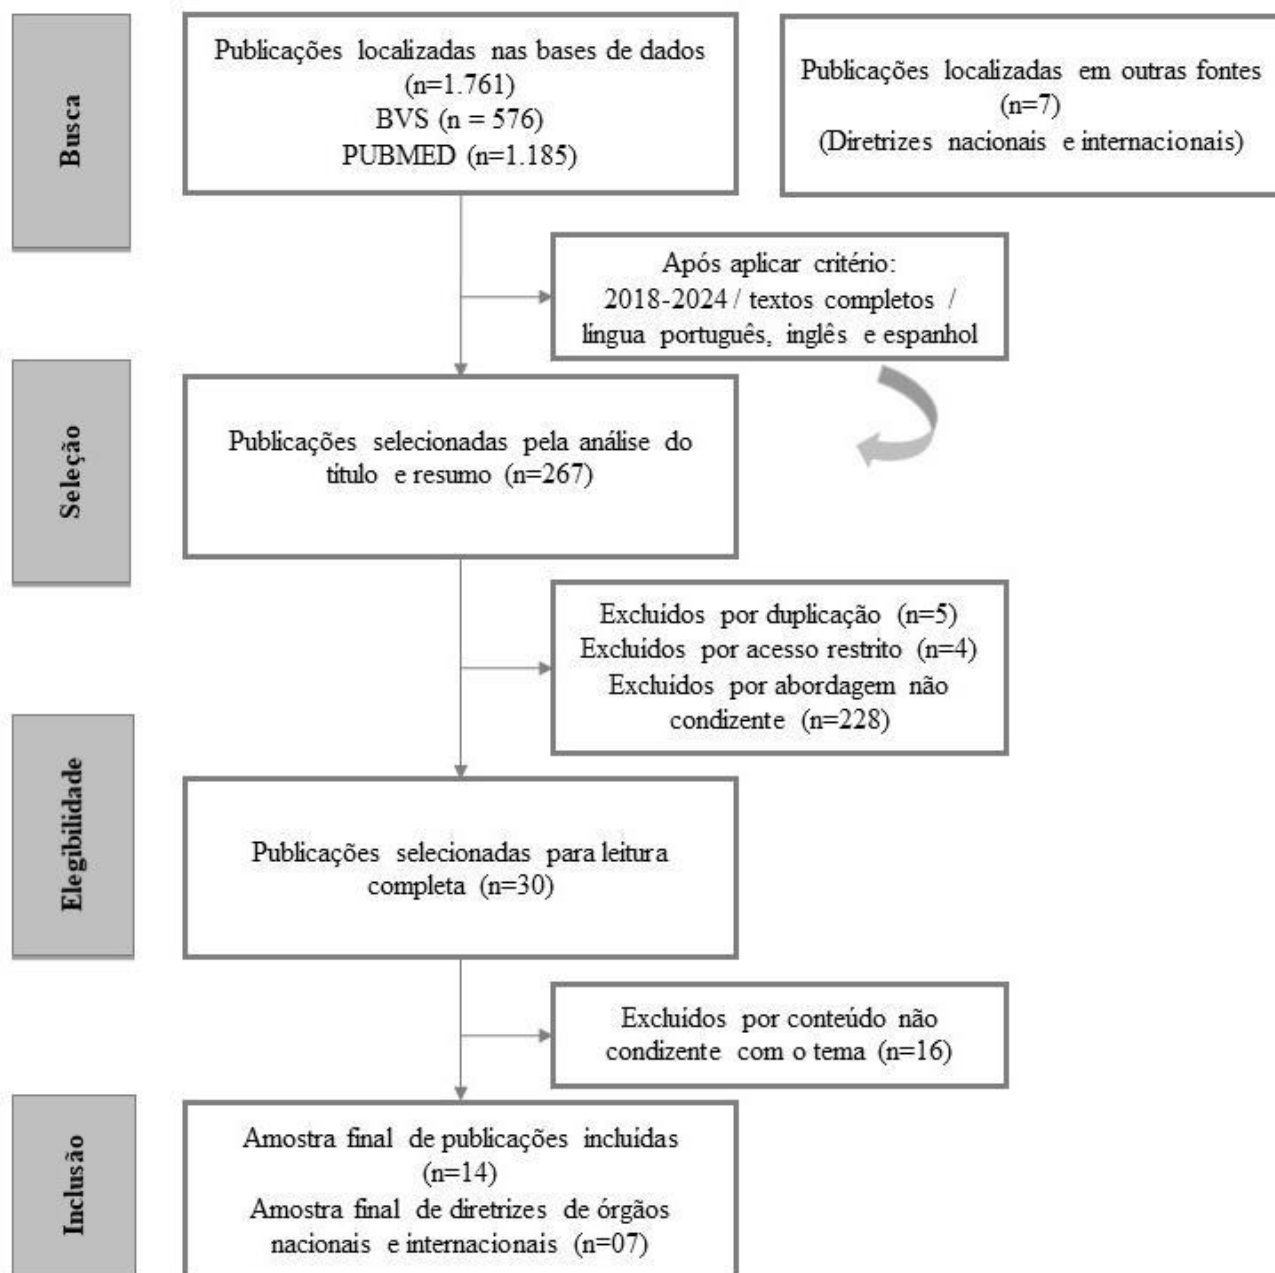 Busca
Publicações localizadas nas bases de dados
(n=1.761)
BVS (n = 576)
PUBMED (n=1.185)
Publicações localizadas em outras fontes
(n=7)
(Diretrizes nacionais e internacionais)
Após aplicar critério:
2018-2024 / textos completos /
língua português, inglês e espanhol
Seleção
Publicações selecionadas pela análise do
título e resumo (n=267)
Excluídos por duplicação (n=5)
Excluídos por acesso restrito (n=4)
Excluídos por abordagem não
condizente (n=228)
Elegibilidade
Publicações selecionadas para leitura
completa (n=30)
Excluídos por conteúdo não
condizente com o tema (n=16)
Inclusão
Amostra final de publicações incluídas
(n=14)
Amostra final de diretrizes de órgãos
nacionais e internacionais (n=07)